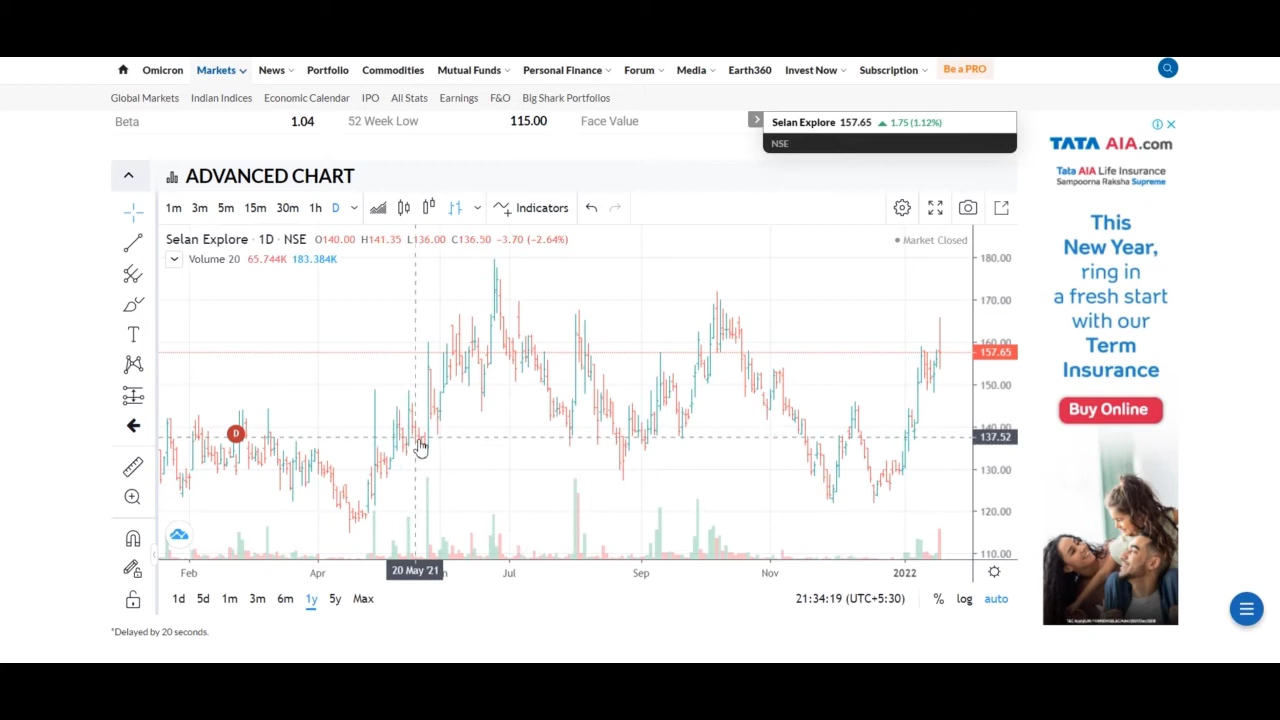 Omicron Markets News Portfolio Commodities Mutual Funds Personal Finance Forum Media Earth360 Invest Now Subscription Be a PRO
Global Markets Indian Indices Economic Calendar IPO All Stats Earnings F&O Big Shark Portfolios
Beta 1.04 52 Week Low 115.00 Face Value
Selan Explore 157.65 ▲ 1.75 (1.12%)
NSE
ADVANCED CHART
1m 3m 5m 15m 30m 1h D Indicators
Selan Explore · 1D · NSE O140.00 H141.35 L136.00 C136.50 −3.70 (−2.64%)
Market Closed
Volume 20 65.744K 183.384K
180.00
170.00
160.00
157.65
150.00
140.00
137.52
130.00
120.00
110.00
D
T
Feb Apr 20 May '21 Jul Sep Nov 2022
1d 5d 1m 3m 6m 1y 5y Max 21:34:19 (UTC+5:30) % log auto
*Delayed by 20 seconds.
TATA AIA.com
Tata AIA Life Insurance
Sampoorna Raksha Supreme
This
New Year,
ring in
a fresh start
with our
Term
Insurance
Buy Online